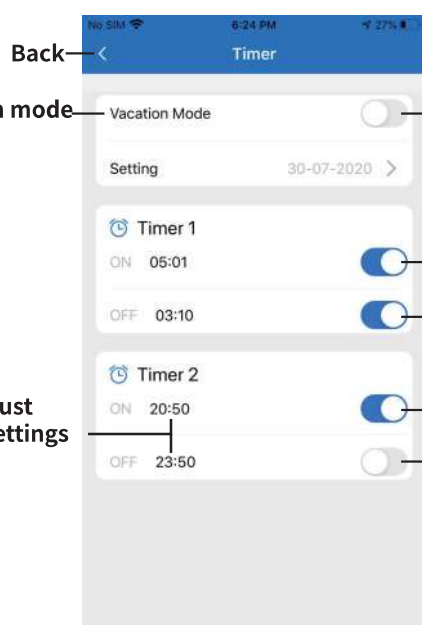 No SIM 6:24 PM 27%
Back < Timer
mode Vacation Mode
Setting 30-07-2020 >
Timer 1
ON 05:01
OFF 03:10
Timer 2
ust
ON 20:50
ettings
OFF 23:50